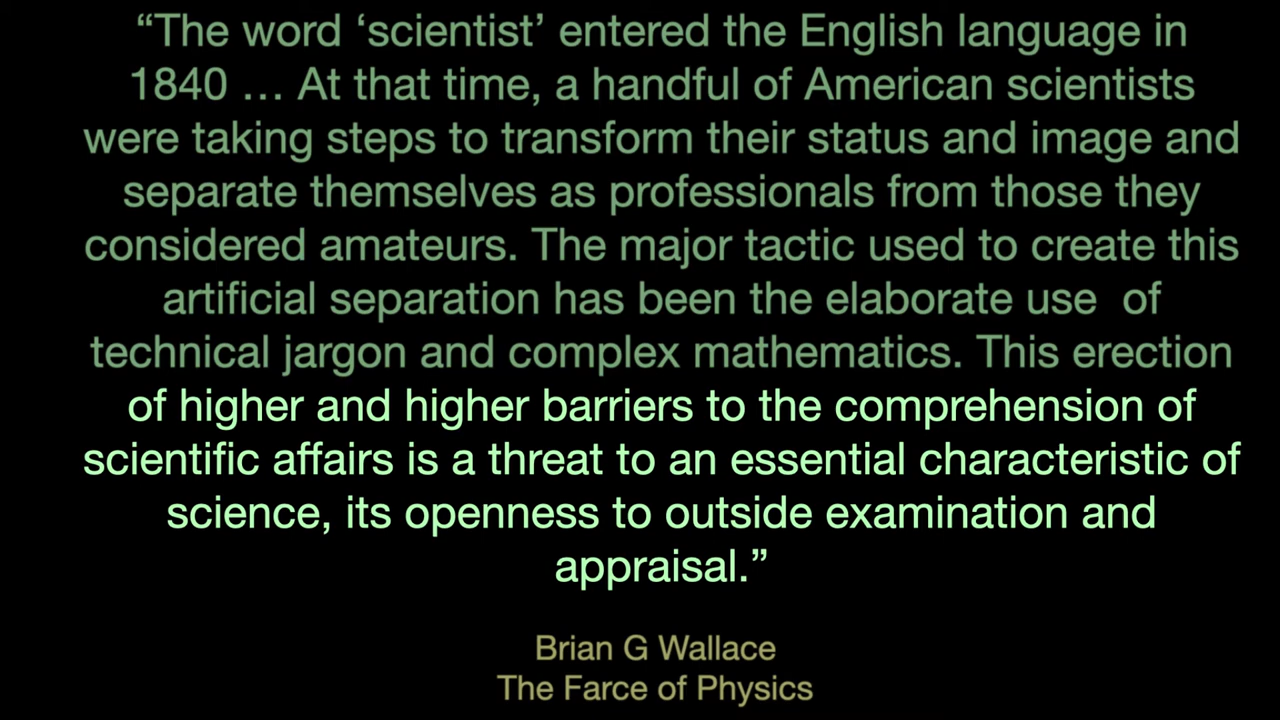 “The word ‘scientist’ entered the English language in
1840 … At that time, a handful of American scientists
were taking steps to transform their status and image and
separate themselves as professionals from those they
considered amateurs. The major tactic used to create this
artificial separation has been the elaborate use  of
technical jargon and complex mathematics. This erection
of higher and higher barriers to the comprehension of
scientific affairs is a threat to an essential characteristic of
science, its openness to outside examination and
appraisal.”
Brian G Wallace
The Farce of Physics